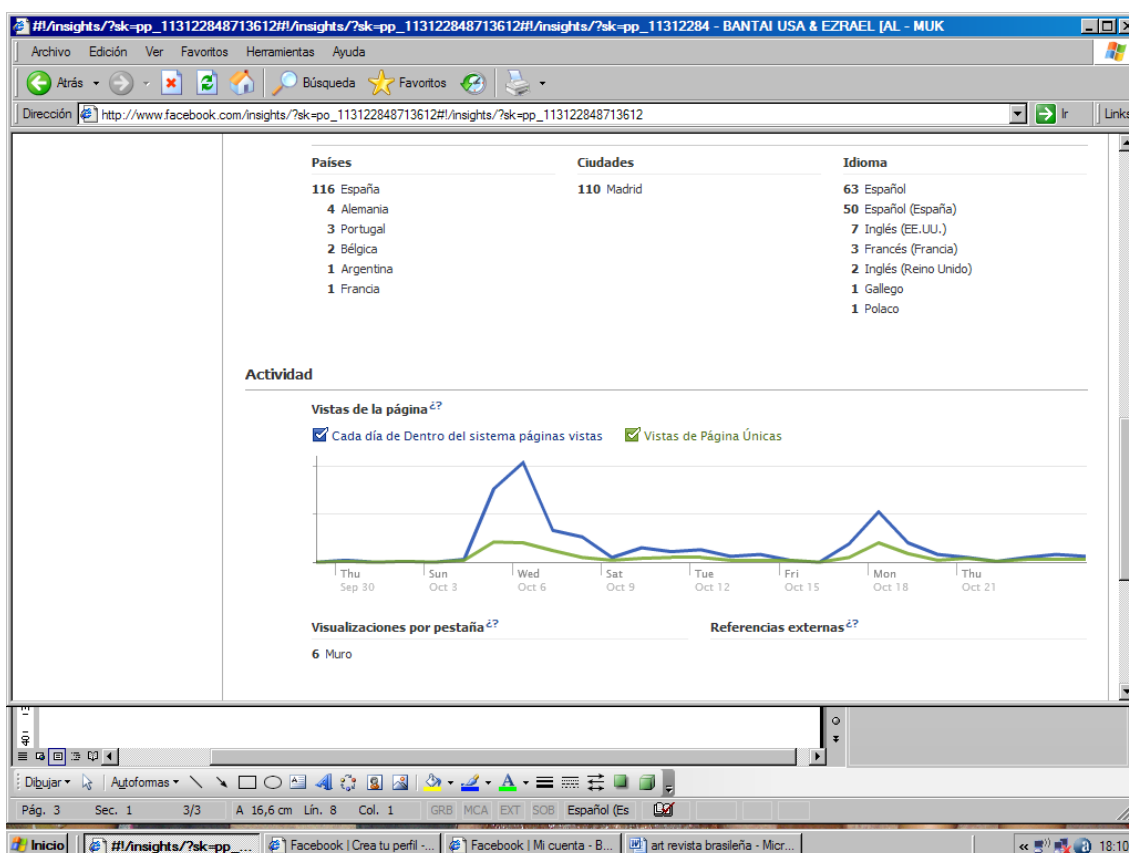 #!/insights/?sk=pp_113122848713612#!/insights/?sk=pp_113122848713612#!/insights/?sk=pp_11312284 - BANTAI USA & EZRAEL [AL - MUK
Archivo Edición Ver Favoritos Herramientas Ayuda
Atrás Búsqueda Favoritos
Dirección http://www.facebook.com/insights/?sk=po_113122848713612#!/insights/?sk=pp_113122848713612 Ir Links
Países Ciudades Idioma
116 España 110 Madrid 63 Español
4 Alemania 50 Español (España)
3 Portugal 7 Inglés (EE.UU.)
2 Bélgica 3 Francés (Francia)
1 Argentina 2 Inglés (Reino Unido)
1 Francia 1 Gallego
1 Polaco
Actividad
Vistas de la página ¿?
Cada día de Dentro del sistema páginas vistas Vistas de Página Únicas
Thu Sun Wed Sat Tue Fri Mon Thu
Sep 30 Oct 3 Oct 6 Oct 9 Oct 12 Oct 15 Oct 18 Oct 21
Visualizaciones por pestaña ¿? Referencias externas ¿?
6 Muro
Dibujar Autoformas
Pág. 3 Sec. 1 3/3 A 16,6 cm Lín. 8 Col. 1 GRB MCA EXT SOB Español (Es
Inicio #!/insights/?sk=pp_... Facebook | Crea tu perfil -... Facebook | Mi cuenta - B... art revista brasileña - Micr... « 18:10